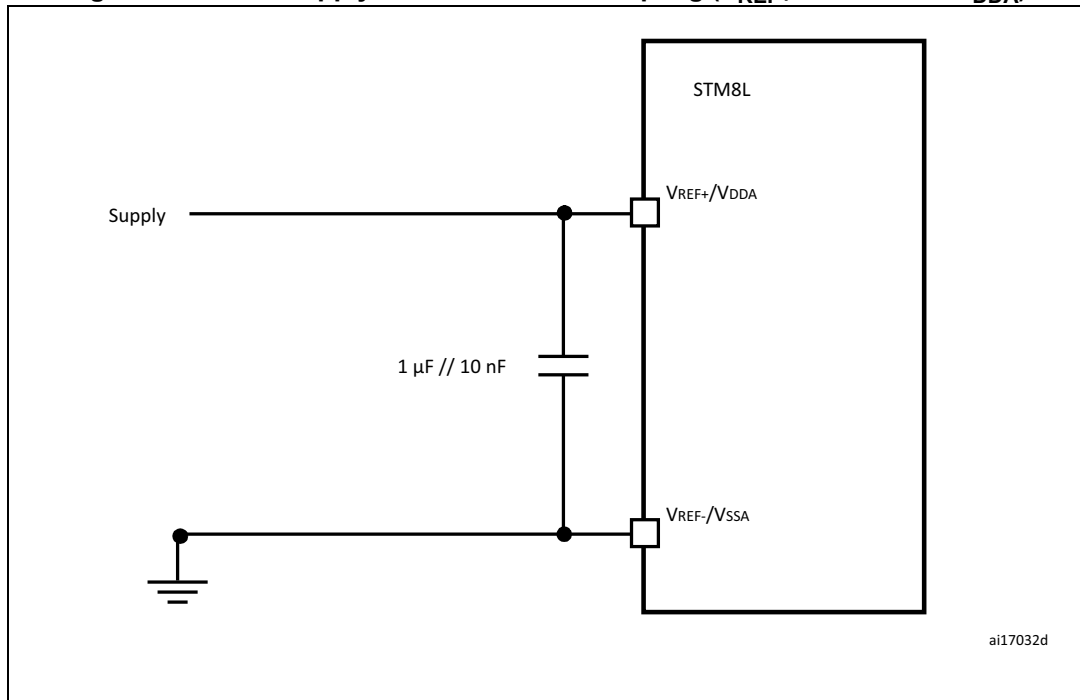 STM8L
VREF+/VDDA
Supply
1 µF // 10 nF
VREF-/VSSA
ai17032d